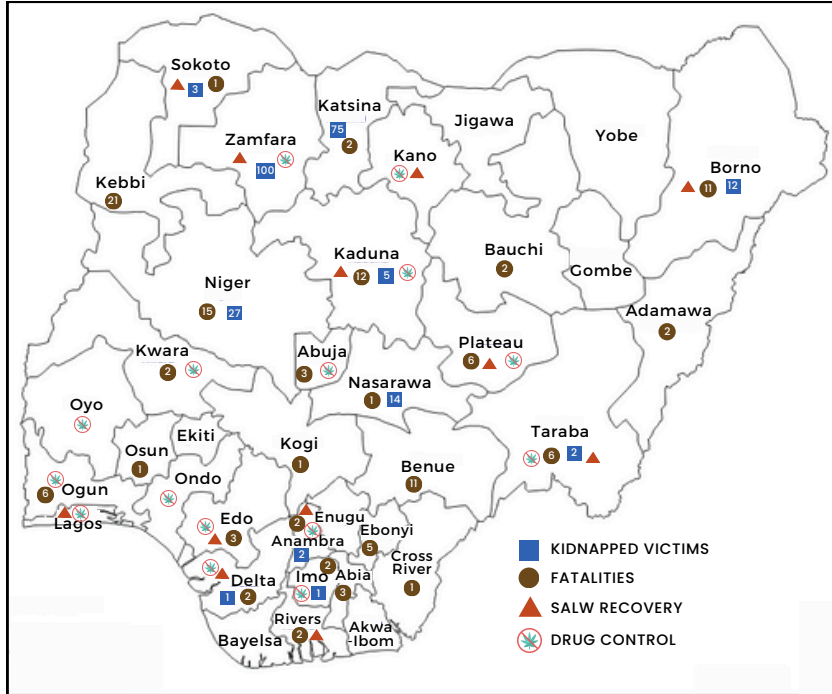 Sokoto
3
1
Katsina
75
2
Jigawa
Yobe
Zamfara
100
Kano
Borno
11
12
Kebbi
21
Kaduna
12
5
Bauchi
2
Gombe
Niger
15
27
Adamawa
2
Kwara
2
Abuja
3
Plateau
6
Nasarawa
1
14
Oyo
Taraba
6
2
Osun
1
Ekiti
Kogi
1
Benue
11
Ogun
6
Ondo
Lagos
Edo
3
Enugu
2
Anambra
2
Ebonyi
5
Cross
River
1
Delta
1
2
Imo
2
1
Abia
3
Rivers
2
Bayelsa
Akwa
-Ibom
KIDNAPPED VICTIMS
FATALITIES
SALW RECOVERY
DRUG CONTROL